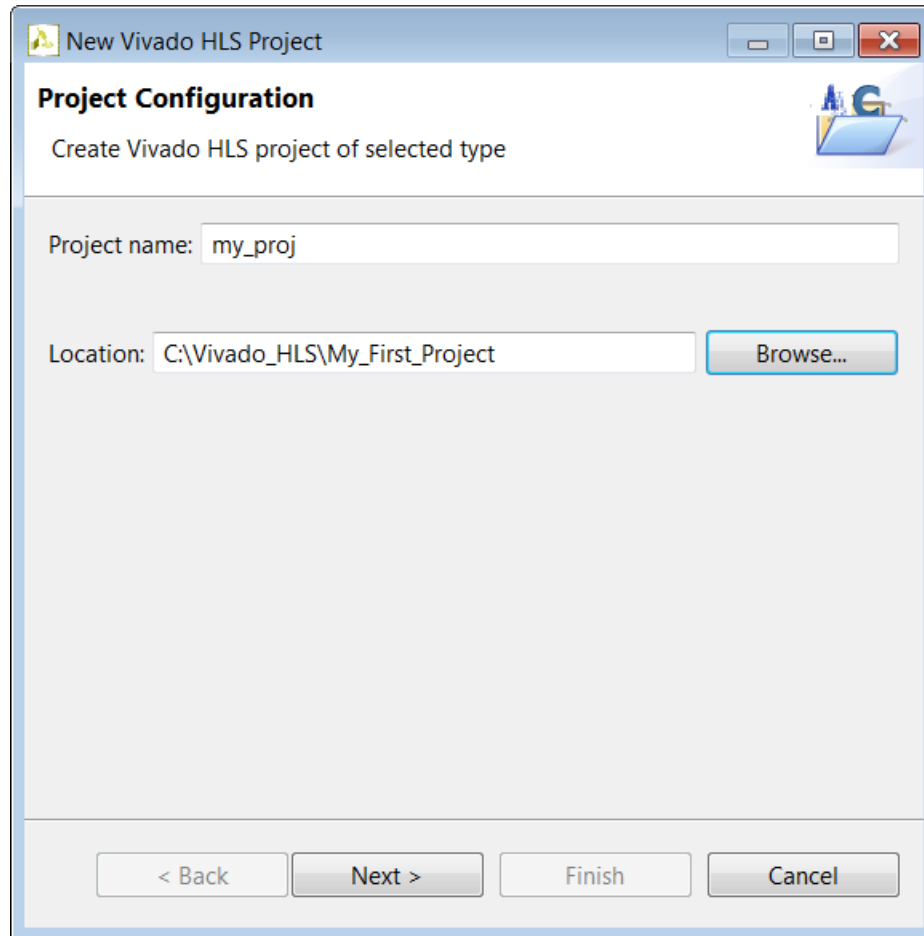 New Vivado HLS Project
Project Configuration
Create Vivado HLS project of selected type
Project name: my_proj
Location: C:\Vivado_HLS\My_First_Project Browse...
< Back Next > Finish Cancel